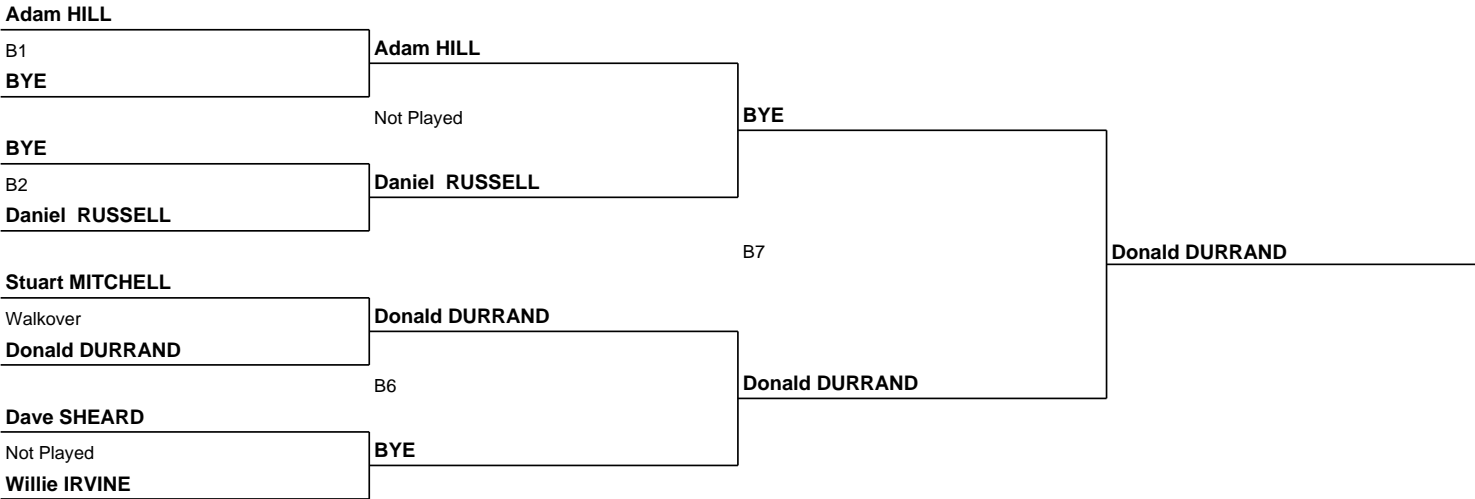 Adam HILL
B1
BYE
BYE
B2
Daniel RUSSELL
Stuart MITCHELL
Walkover
Donald DURRAND
Dave SHEARD
Not Played
Willie IRVINE
Adam HILL
Not Played
Daniel RUSSELL
Donald DURRAND
B6
BYE
BYE
B7
Donald DURRAND
Donald DURRAND